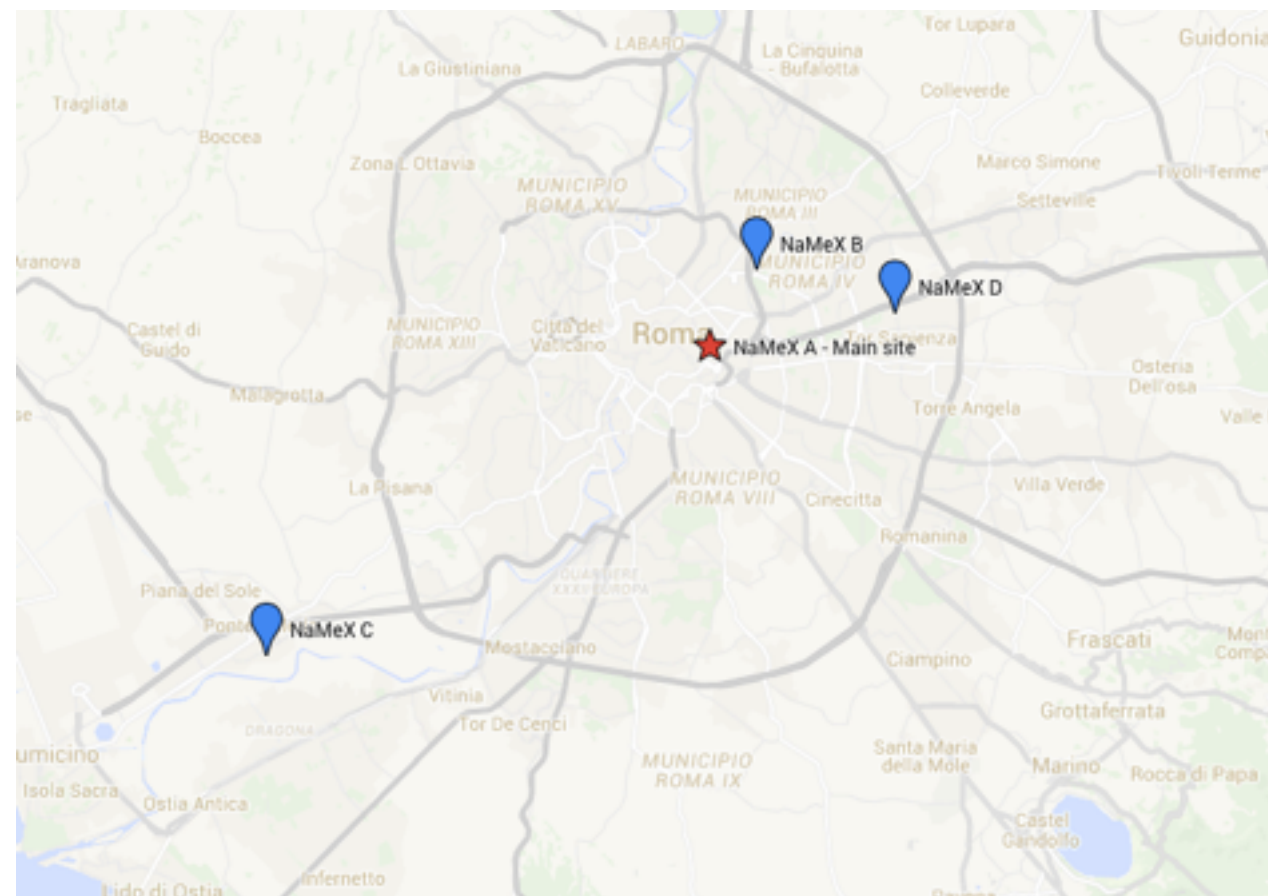 Tor Lupara
Guidonia
LABARO
La Cinquina
- Bufalotta
La Giustiniana
Colleverde
Tragliata
Boccea
Zona L Ottavia
Marco Simone
Tivoli Terme
MUNICIPIO
ROMA XV
MUNICIPIO
ROMA III
Setteville
NaMeX B
MUNICIPIO
ROMA IV
Aranova
NaMeX D
Castel di
Guido
MUNICIPIO
ROMA XIII
Città del
Vaticano
Roma
Tor Sapienza
NaMeX A - Main site
Osteria
Dell'osa
Malagrotta
Torre Angela
Valle
La Pisana
MUNICIPIO
ROMA VIII
Cinecitta
Villa Verde
Romanina
Piana del Sole
NaMeX C
Mostacciano
Frascati
Ciampino
Vitinia
Tor De Cenci
DRAGONA
Grottaferrata
umicino
MUNICIPIO
ROMA IX
Santa Maria
della Mole
Marino
Rocca di Papa
Isola Sacra
Ostia Antica
Castel
Gandolfo
Infernetto
Lido di Ostia